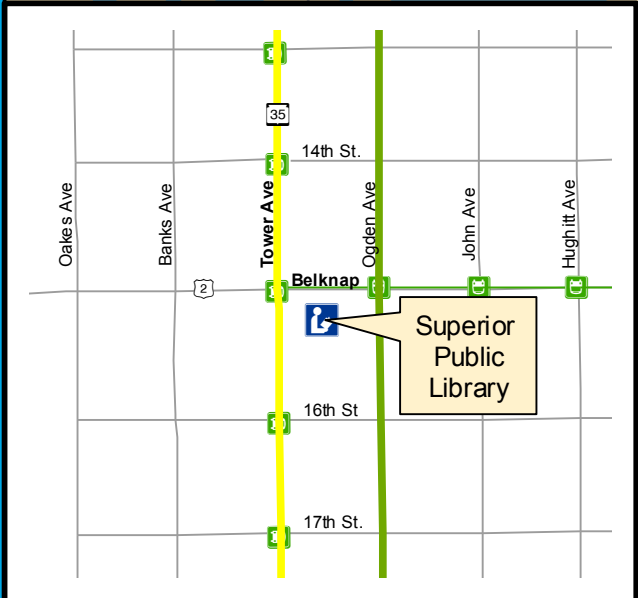 35
14th St.
Oakes Ave
Banks Ave
Tower Ave
Ogden Ave
John Ave
Hughitt Ave
Belknap
2
Superior
Public
Library
16th St
17th St.